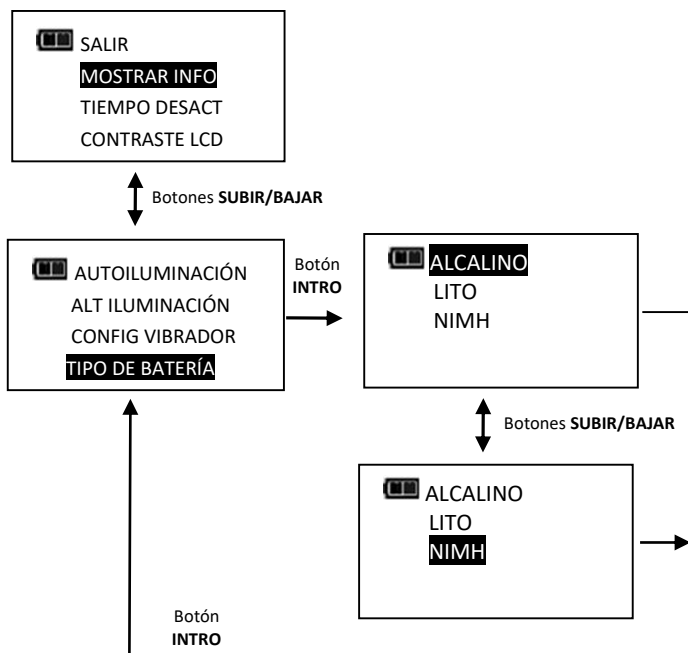 SALIR
MOSTRAR INFO
TIEMPO DESACT
CONTRASTE LCD
Botones SUBIR/BAJAR
AUTOILUMINACIÓN
ALT ILUMINACIÓN
CONFIG VIBRADOR
TIPO DE BATERÍA
Botón
INTRO
ALCALINO
LITO
NIMH
Botones SUBIR/BAJAR
ALCALINO
LITO
NIMH
Botón
INTRO